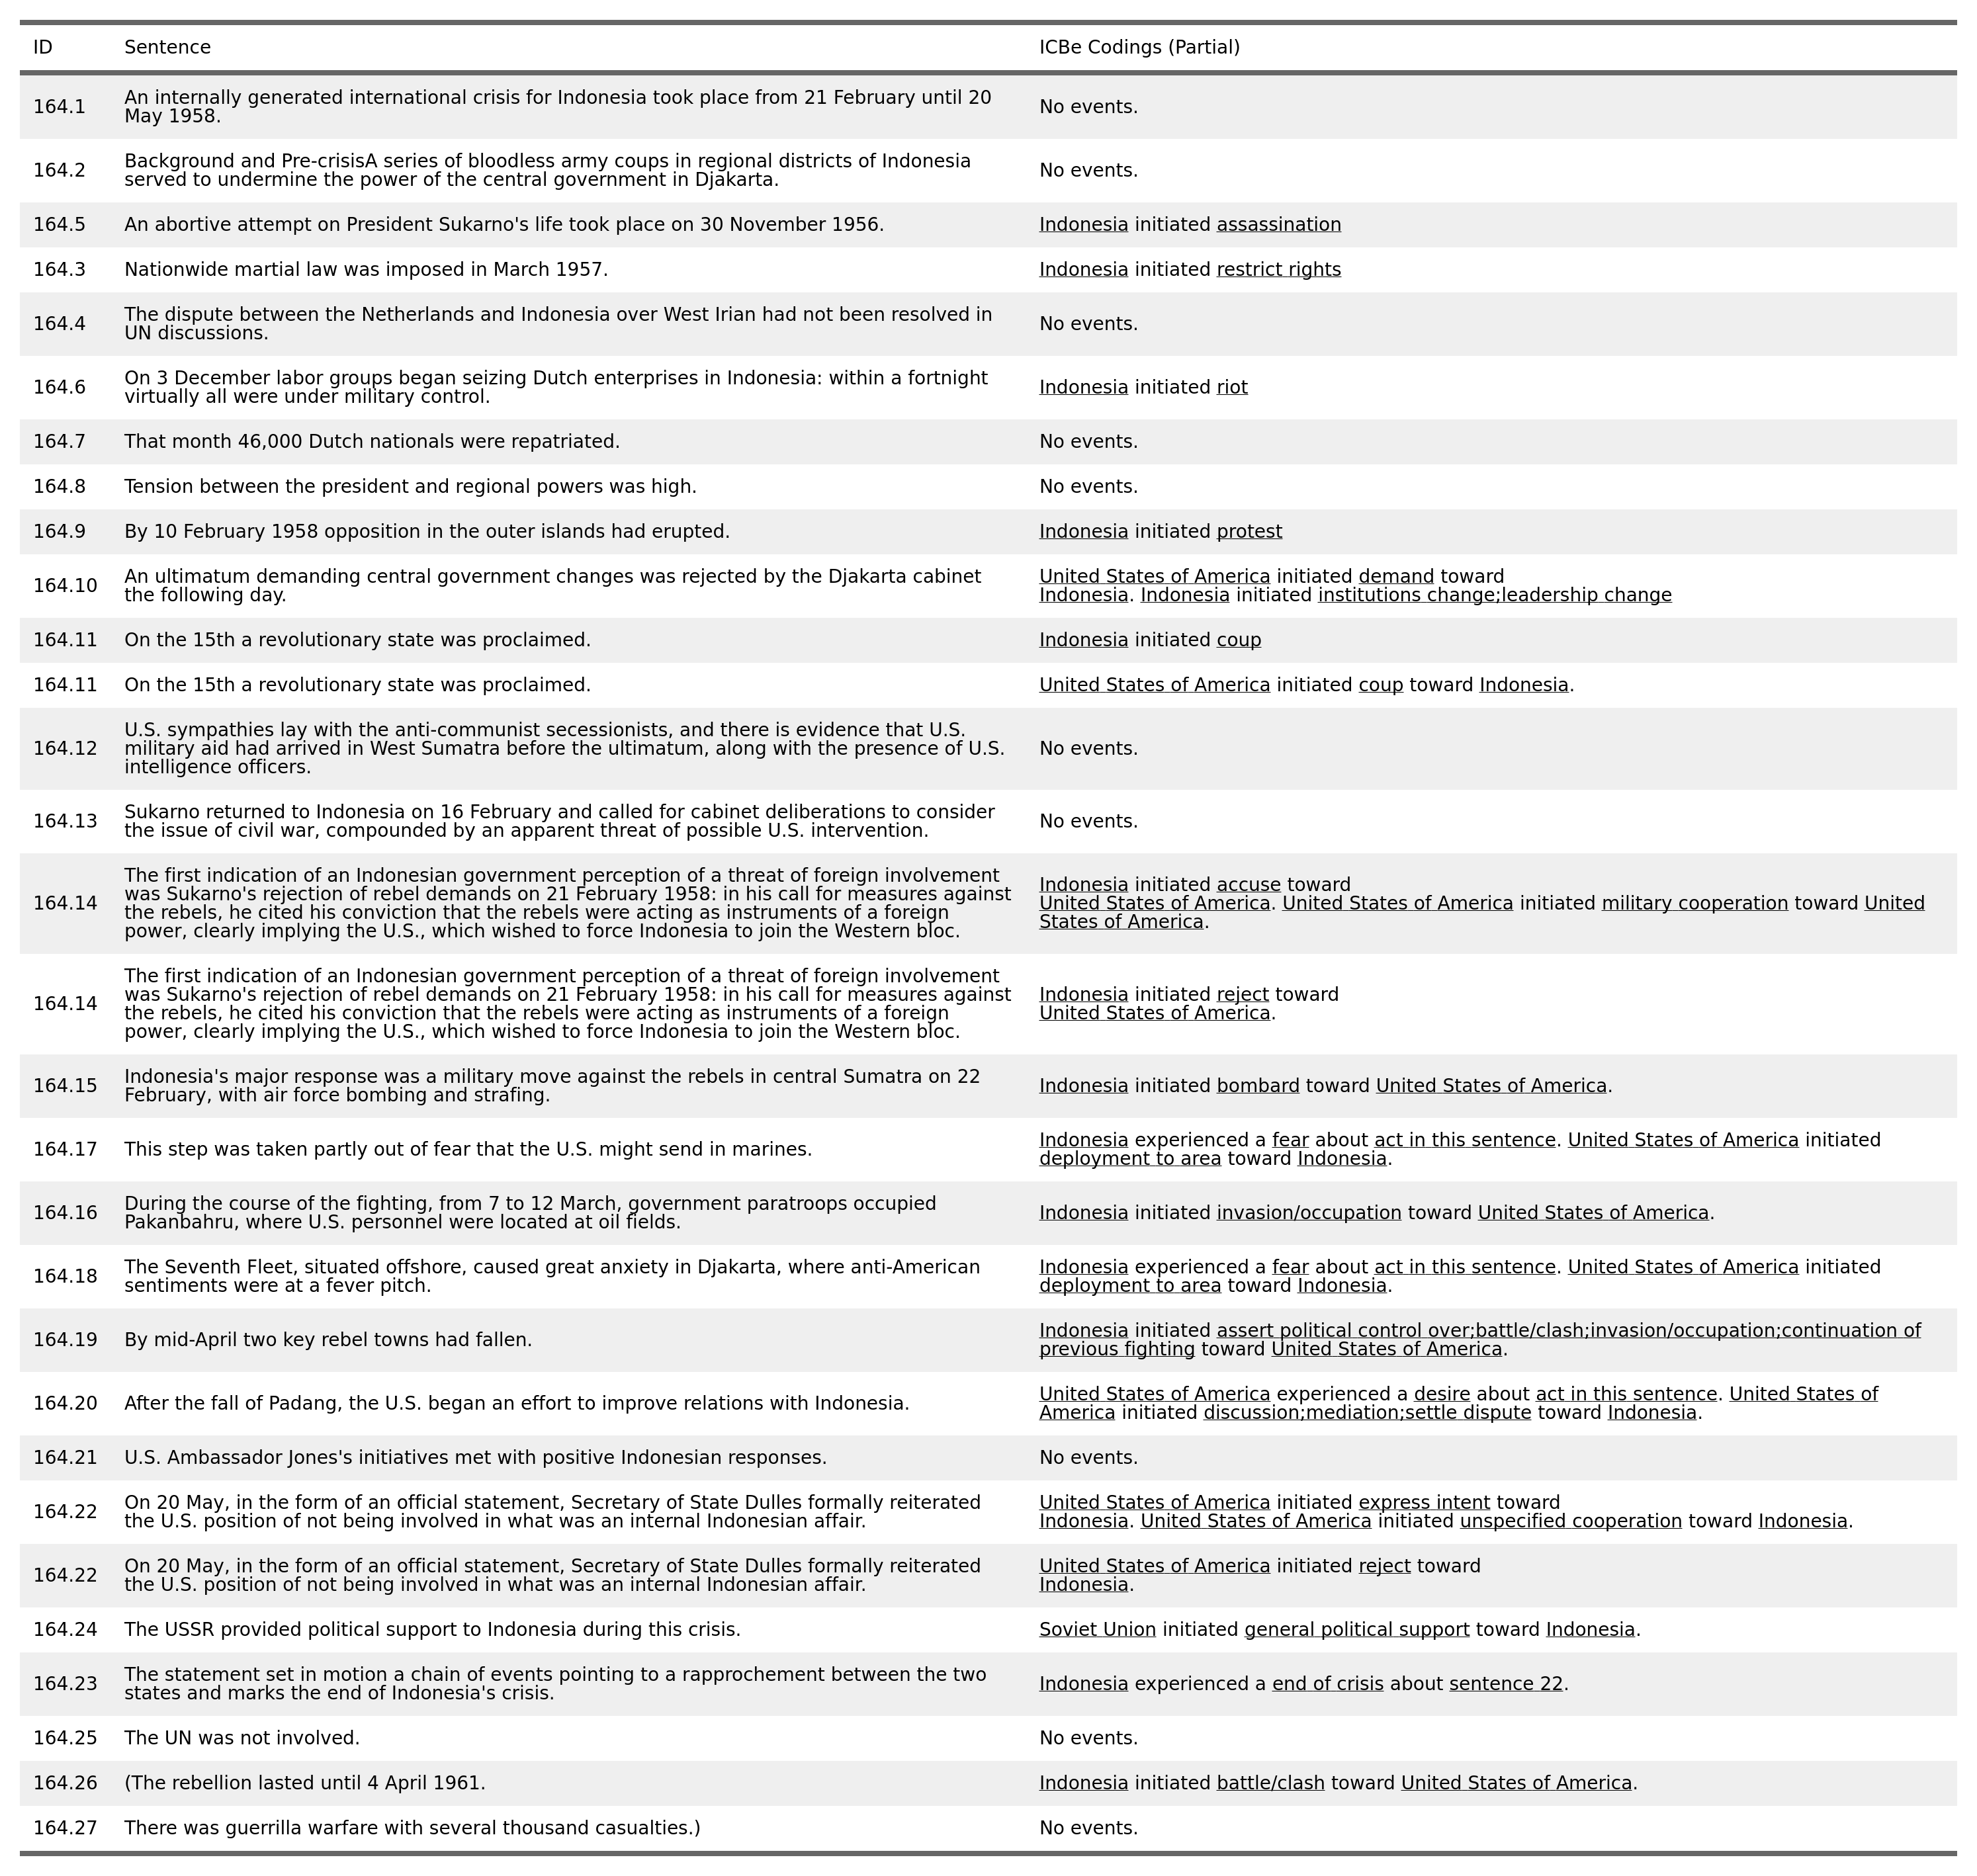 ID Sentence ICBe Codings (Partial)
164.1 An internally generated international crisis for Indonesia took place from 21 February until 20 No events.
May 1958.
164.2 Background and Pre-crisisA series of bloodless army coups in regional districts of Indonesia No events.
served to undermine the power of the central government in Djakarta.
164.5 An abortive attempt on President Sukarno's life took place on 30 November 1956. Indonesia initiated assassination
164.3 Nationwide martial law was imposed in March 1957. Indonesia initiated restrict rights
164.4 The dispute between the Netherlands and Indonesia over West Irian had not been resolved in No events.
UN discussions.
164.6 On 3 December labor groups began seizing Dutch enterprises in Indonesia: within a fortnight Indonesia initiated riot
virtually all were under military control.
164.7 That month 46,000 Dutch nationals were repatriated. No events.
164.8 Tension between the president and regional powers was high. No events.
164.9 By 10 February 1958 opposition in the outer islands had erupted. Indonesia initiated protest
164.10 An ultimatum demanding central government changes was rejected by the Djakarta cabinet United States of America initiated demand toward
the following day. Indonesia. Indonesia initiated institutions change;leadership change
164.11 On the 15th a revolutionary state was proclaimed. Indonesia initiated coup
164.11 On the 15th a revolutionary state was proclaimed. United States of America initiated coup toward Indonesia.
164.12 U.S. sympathies lay with the anti-communist secessionists, and there is evidence that U.S. No events.
military aid had arrived in West Sumatra before the ultimatum, along with the presence of U.S.
intelligence officers.
164.13 Sukarno returned to Indonesia on 16 February and called for cabinet deliberations to consider No events.
the issue of civil war, compounded by an apparent threat of possible U.S. intervention.
164.14 The first indication of an Indonesian government perception of a threat of foreign involvement Indonesia initiated accuse toward
was Sukarno's rejection of rebel demands on 21 February 1958: in his call for measures against United States of America. United States of America initiated military cooperation toward United
the rebels, he cited his conviction that the rebels were acting as instruments of a foreign States of America.
power, clearly implying the U.S., which wished to force Indonesia to join the Western bloc.
164.14 The first indication of an Indonesian government perception of a threat of foreign involvement Indonesia initiated reject toward
was Sukarno's rejection of rebel demands on 21 February 1958: in his call for measures against United States of America.
the rebels, he cited his conviction that the rebels were acting as instruments of a foreign
power, clearly implying the U.S., which wished to force Indonesia to join the Western bloc.
164.15 Indonesia's major response was a military move against the rebels in central Sumatra on 22 Indonesia initiated bombard toward United States of America.
February, with air force bombing and strafing.
164.17 This step was taken partly out of fear that the U.S. might send in marines. Indonesia experienced a fear about act in this sentence. United States of America initiated
deployment to area toward Indonesia.
164.16 During the course of the fighting, from 7 to 12 March, government paratroops occupied Indonesia initiated invasion/occupation toward United States of America.
Pakanbahru, where U.S. personnel were located at oil fields.
164.18 The Seventh Fleet, situated offshore, caused great anxiety in Djakarta, where anti-American Indonesia experienced a fear about act in this sentence. United States of America initiated
sentiments were at a fever pitch. deployment to area toward Indonesia.
164.19 By mid-April two key rebel towns had fallen. Indonesia initiated assert political control over;battle/clash;invasion/occupation;continuation of
previous fighting toward United States of America.
164.20 After the fall of Padang, the U.S. began an effort to improve relations with Indonesia. United States of America experienced a desire about act in this sentence. United States of
America initiated discussion;mediation;settle dispute toward Indonesia.
164.21 U.S. Ambassador Jones's initiatives met with positive Indonesian responses. No events.
164.22 On 20 May, in the form of an official statement, Secretary of State Dulles formally reiterated United States of America initiated express intent toward
the U.S. position of not being involved in what was an internal Indonesian affair. Indonesia. United States of America initiated unspecified cooperation toward Indonesia.
164.22 On 20 May, in the form of an official statement, Secretary of State Dulles formally reiterated United States of America initiated reject toward
the U.S. position of not being involved in what was an internal Indonesian affair. Indonesia.
164.24 The USSR provided political support to Indonesia during this crisis. Soviet Union initiated general political support toward Indonesia.
164.23 The statement set in motion a chain of events pointing to a rapprochement between the two Indonesia experienced a end of crisis about sentence 22.
states and marks the end of Indonesia's crisis.
164.25 The UN was not involved. No events.
164.26 (The rebellion lasted until 4 April 1961. Indonesia initiated battle/clash toward United States of America.
164.27 There was guerrilla warfare with several thousand casualties.) No events.